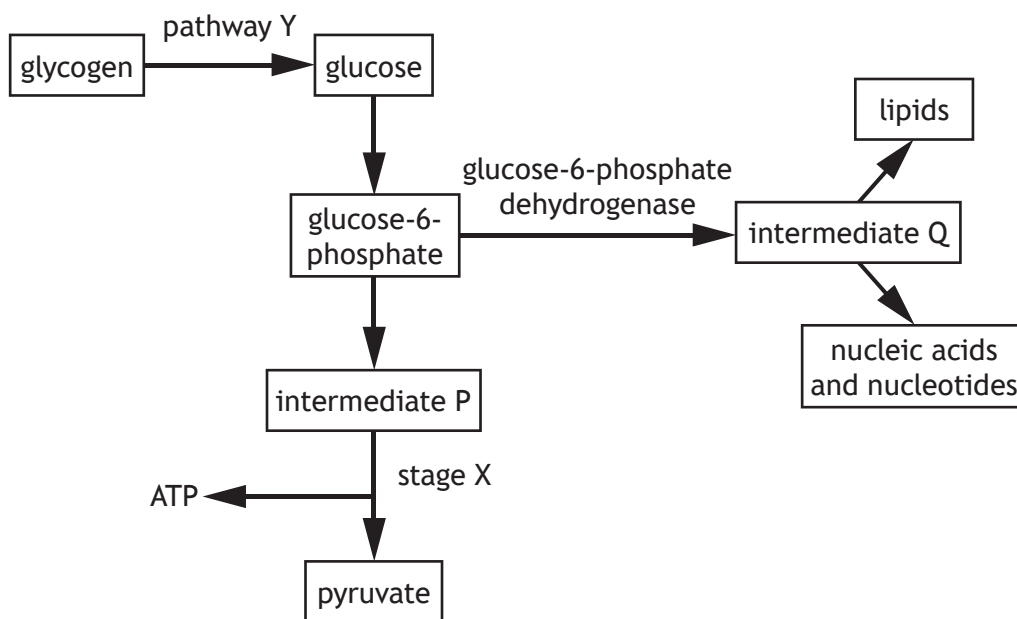 pathway Y
glycogen
glucose
lipids
glucose-6-phosphate
dehydrogenase
glucose-6-
phosphate
intermediate Q
nucleic acids
and nucleotides
intermediate P
stage X
ATP
pyruvate